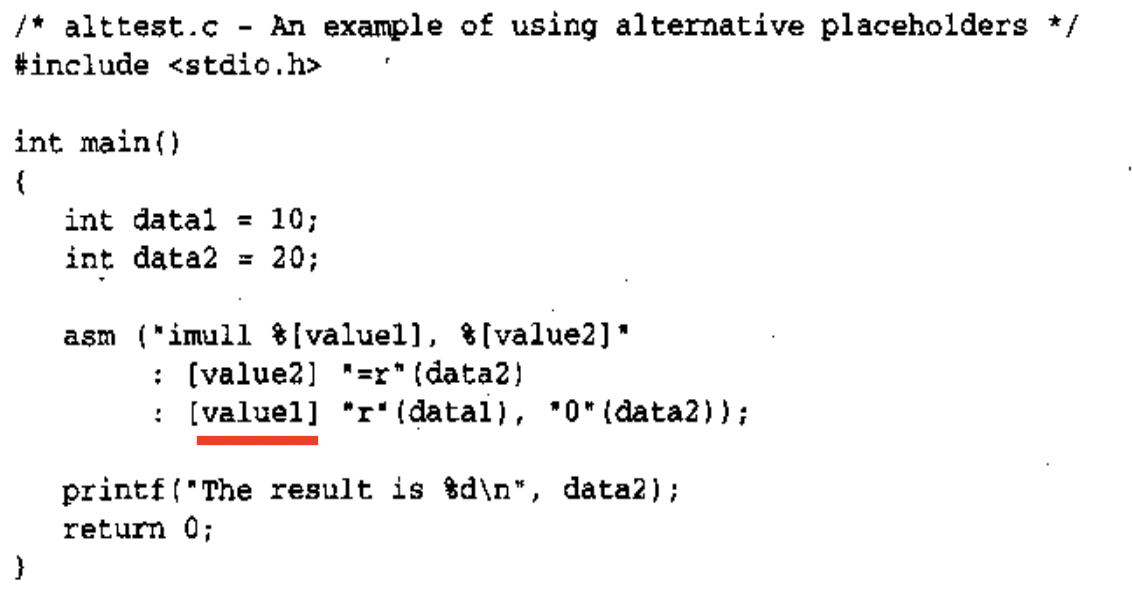 /* alttest.c - An example of using alternative placeholders */
#include <stdio.h>
int main()
{
int data1 = 10;
int data2 = 20;
asm ("imull %[value1], %[value2]"
: [value2] "=r"(data2)
: [value1] "r"(data1), "0"(data2));
printf("The result is %d\n", data2);
return 0;
}